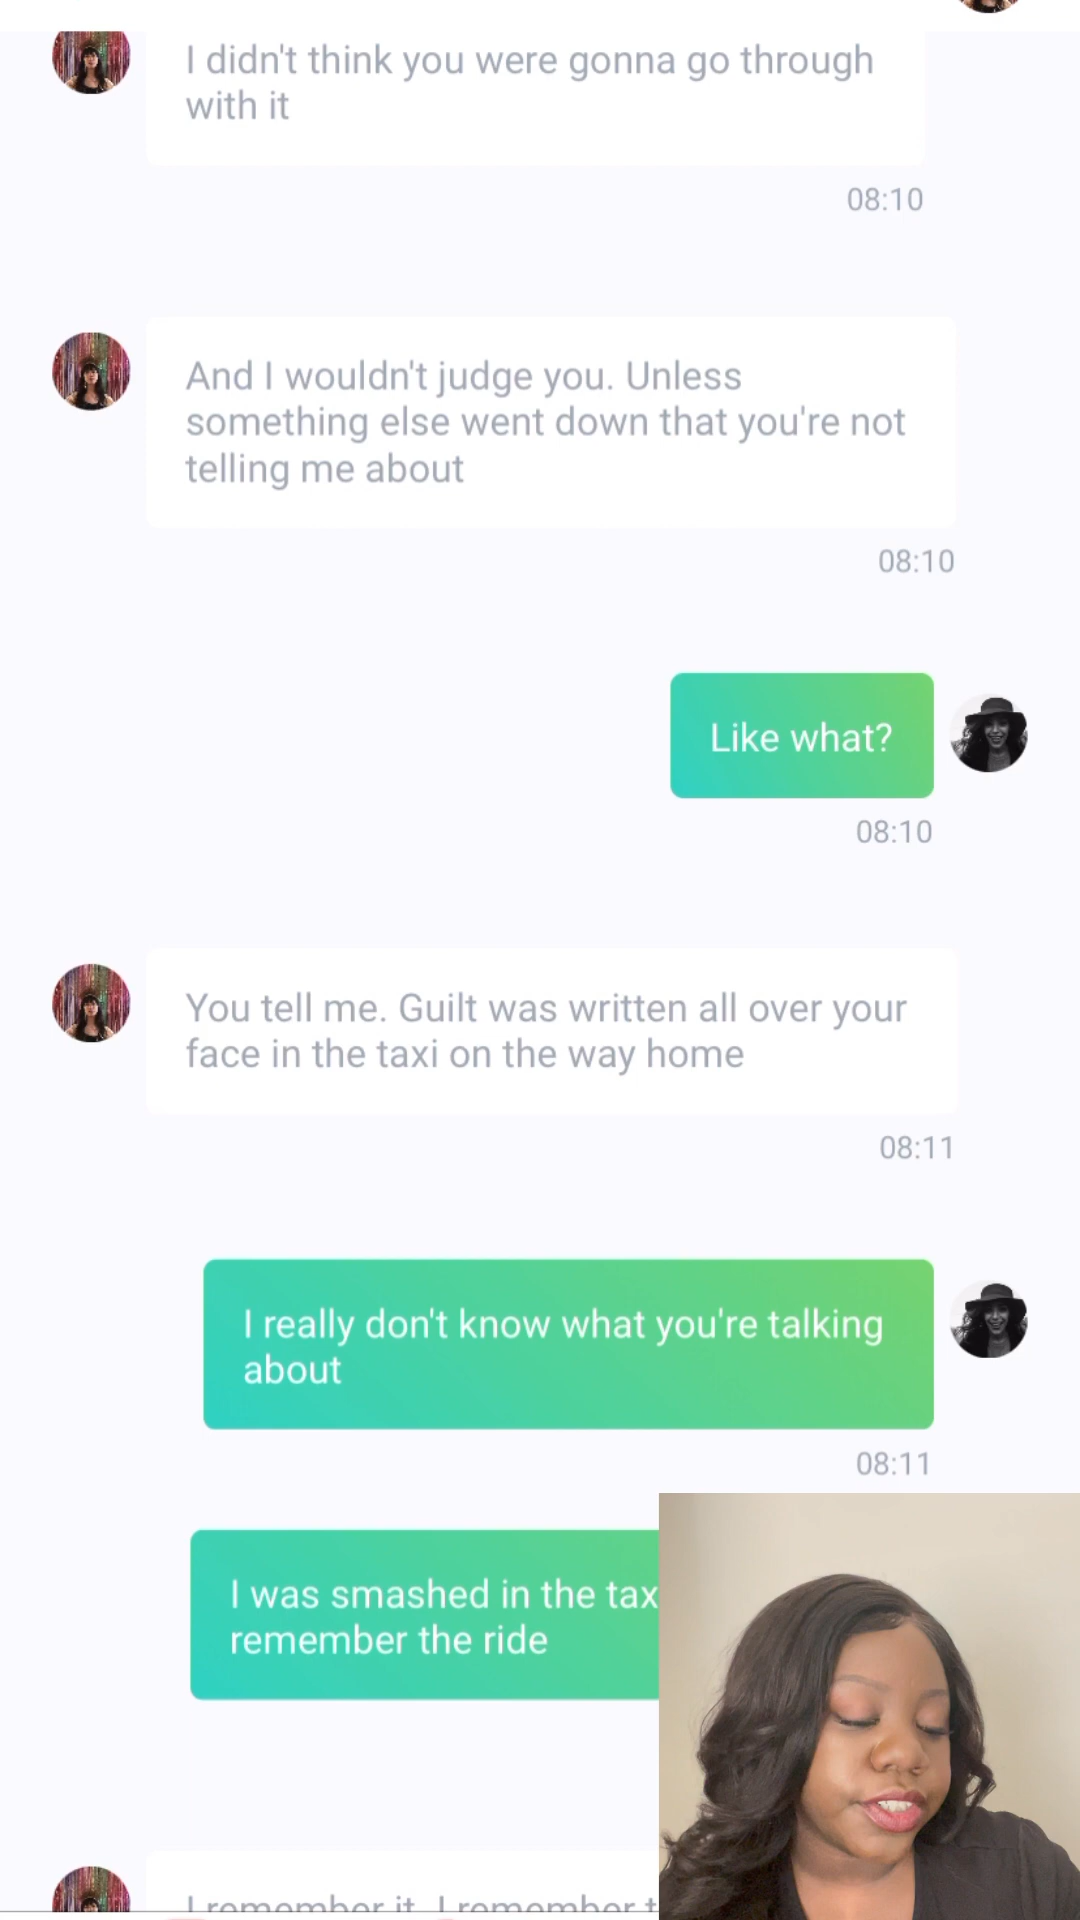 I didn't think you were gonna go through
with it
08:10
And I wouldn't judge you. Unless
something else went down that you're not
telling me about
08:10
Like what?
08:10
You tell me. Guilt was written all over your
face in the taxi on the way home
08:11
I really don't know what you're talking
about
08:11
I was smashed in the tax
remember the ride
I remember it. I remember t